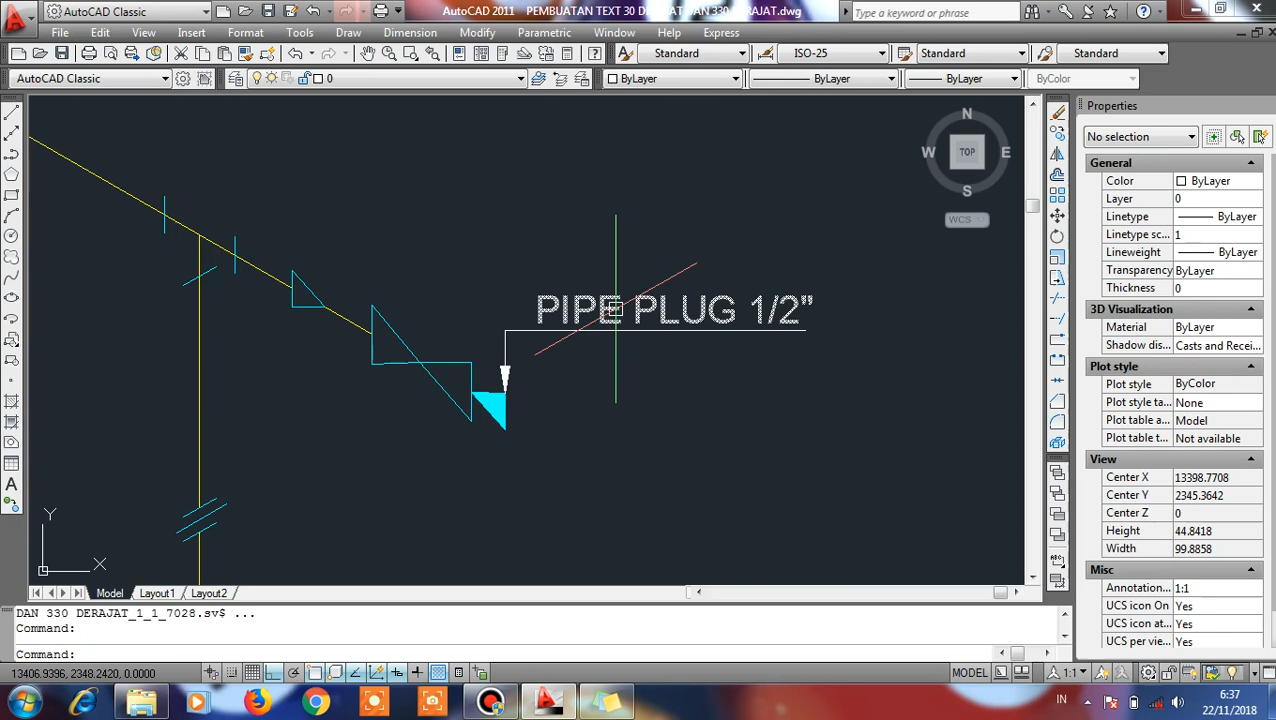 AutoCAD Classic
AutoCAD 2011 PEMBUATAN TEXT 30 DERAJAT DAN 330 DERAJAT.dwg
Type a keyword or phrase
File Edit View Insert Format Tools Draw Dimension Modify Parametric Window Help Express
Standard ISO-25 Standard Standard
AutoCAD Classic 0 ByLayer ByLayer ByLayer ByColor
Properties
No selection
General
Color ByLayer
Layer 0
Linetype ByLayer
Linetype sc... 1
Lineweight ByLayer
Transparency ByLayer
Thickness 0
3D Visualization
Material ByLayer
Shadow dis... Casts and Recei...
Plot style
Plot style ByColor
Plot style ta... None
Plot table a... Model
Plot table t... Not available
View
Center X 13398.7708
Center Y 2345.3642
Center Z 0
Height 44.8418
Width 99.8858
Misc
Annotation... 1:1
UCS icon On Yes
UCS icon at... Yes
UCS per vie... Yes
N
W TOP E
S
WCS
PIPE PLUG 1/2"
Y
X
Model Layout1 Layout2
DAN 330 DERAJAT_1_1_7028.sv$ ...
Command:
Command:
13406.9396, 2348.2420, 0.0000
MODEL
1:1
IN
6:37
22/11/2018